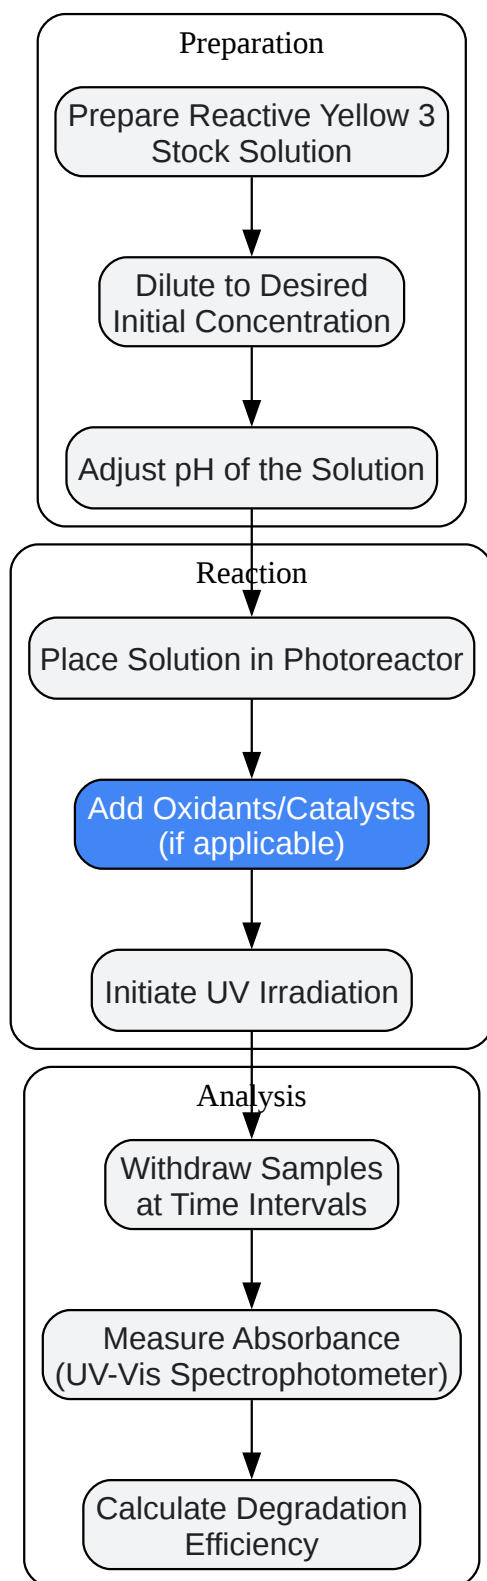 Preparation
Prepare Reactive Yellow 3
Stock Solution
Dilute to Desired
Initial Concentration
Adjust pH of the Solution
Reaction
Place Solution in Photoreactor
Add Oxidants/Catalysts
(if applicable)
Initiate UV Irradiation
Analysis
Withdraw Samples
at Time Intervals
Measure Absorbance
(UV-Vis Spectrophotometer)
Calculate Degradation
Efficiency